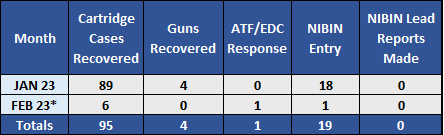 Month Cartridge Cases Recovered Guns Recovered ATF/EDC Response NIBIN Entry NIBIN Lead Reports Made
JAN 23 89 4 0 18 0
FEB 23* 6 0 1 1 0
Totals 95 4 1 19 0